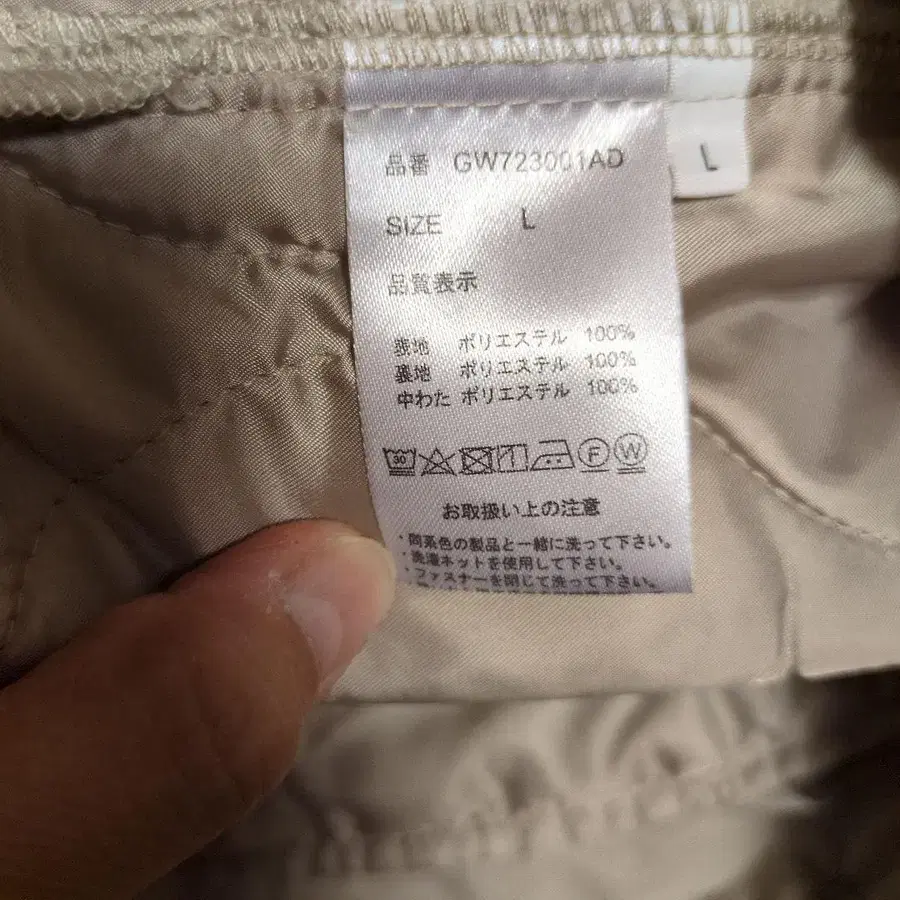 品番 GW723001AD
L
SIZE L
品質表示
表地 ポリエステル 100%
裏地 ポリエステル 100%
中わた ポリエステル 100%
30 F W
お取扱い上の注意
・同系色の製品と一緒に洗って下さい。
・洗濯ネットを使用して下さい。
・ファスナーを閉じて洗って下さい。